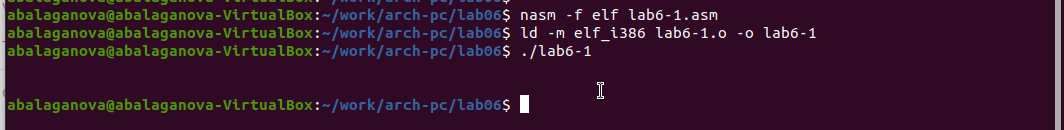 abalaganova@abalaganova-VirtualBox:~/work/arch-pc/lab06$ nasm -f elf lab6-1.asm
abalaganova@abalaganova-VirtualBox:~/work/arch-pc/lab06$ ld -m elf_i386 lab6-1.o -o lab6-1
abalaganova@abalaganova-VirtualBox:~/work/arch-pc/lab06$ ./lab6-1
abalaganova@abalaganova-VirtualBox:~/work/arch-pc/lab06$